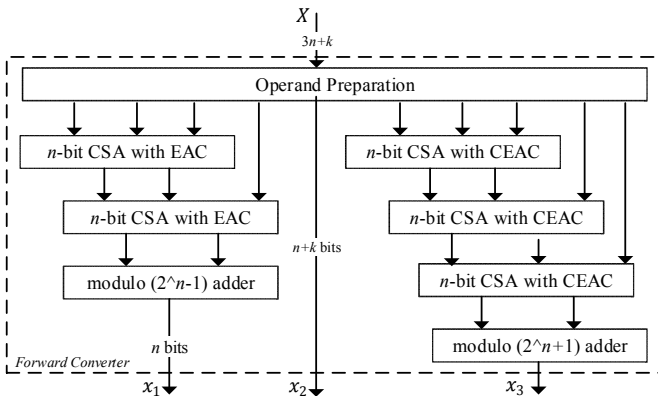 X
3n+k
Operand Preparation
n-bit CSA with EAC
n-bit CSA with CEAC
n-bit CSA with EAC
n-bit CSA with CEAC
n+k bits
modulo (2^n-1) adder
n-bit CSA with CEAC
n bits
modulo (2^n+1) adder
Forward Converter
x₁
x₂
x₃